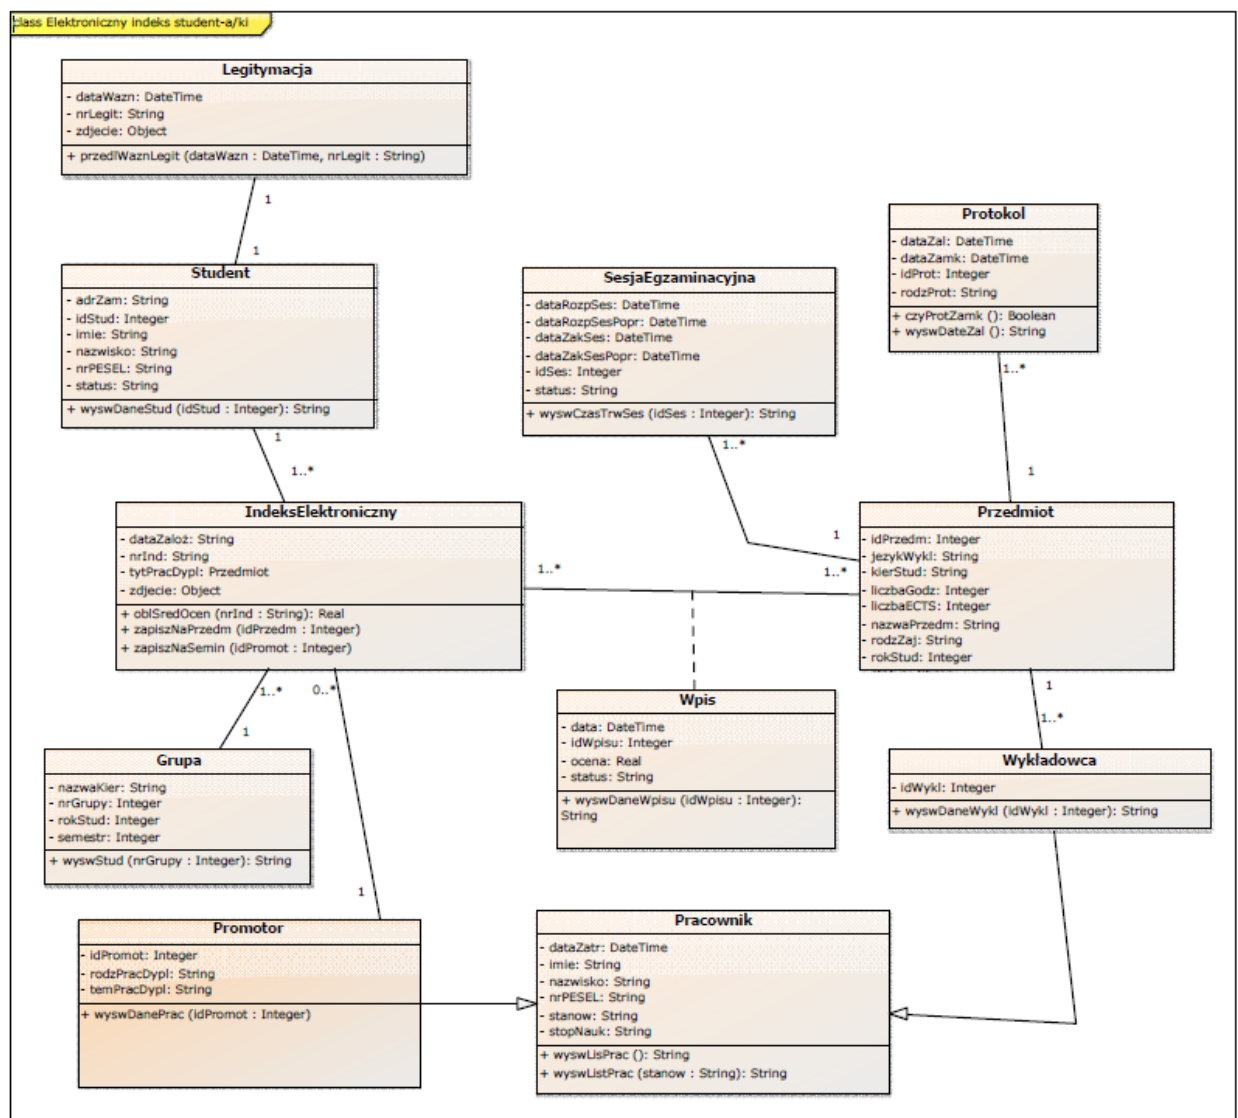 class Elektroniczny indeks student-a/ki
Legitymacja
- dataWazn: DateTime
- nrLegit: String
- zdjecie: Object
+ przedlWaznLegit (dataWazn : DateTime, nrLegit : String)
1
1
Student
- adrZam: String
- idStud: Integer
- imie: String
- nazwisko: String
- nrPESEL: String
- status: String
+ wyswDaneStud (idStud : Integer): String
1
1..*
SesjaEgzaminacyjna
- dataRozpSes: DateTime
- dataRozpSesPopr: DateTime
- dataZakSes: DateTime
- dataZakSesPopr: DateTime
- idSes: Integer
- status: String
+ wyswCzasTrwSes (idSes : Integer): String
1..*
1
Protokol
- dataZal: DateTime
- dataZamk: DateTime
- idProt: Integer
- rodzProt: String
+ czyProtZamk (): Boolean
+ wyswDateZal (): String
1..*
1
IndeksElektroniczny
- dataZaloż: String
- nrInd: String
- tytPracDypl: Przedmiot
- zdjecie: Object
+ oblSredOcen (nrInd : String): Real
+ zapiszNaPrzedm (idPrzedm : Integer)
+ zapiszNaSemin (idPromot : Integer)
1..*
1..*
Przedmiot
- idPrzedm: Integer
- jezykWykl: String
- kierStud: String
- liczbaGodz: Integer
- liczbaECTS: Integer
- nazwaPrzedm: String
- rodzZaj: String
- rokStud: Integer
1..*
1
0..*
1
1
1..*
Wpis
- data: DateTime
- idWpisu: Integer
- ocena: Real
- status: String
+ wyswDaneWpisu (idWpisu : Integer):
String
Grupa
- nazwaKier: String
- nrGrupy: Integer
- rokStud: Integer
- semestr: Integer
+ wyswStud (nrGrupy : Integer): String
Wykladowca
- idWykl: Integer
+ wyswDaneWykl (idWykl : Integer): String
Promotor
- idPromot: Integer
- rodzPracDypl: String
- temPracDypl: String
+ wyswDanePrac (idPromot : Integer)
Pracownik
- dataZatr: DateTime
- imie: String
- nazwisko: String
- nrPESEL: String
- stanow: String
- stopNauk: String
+ wyswLisPrac (): String
+ wyswListPrac (stanow : String): String